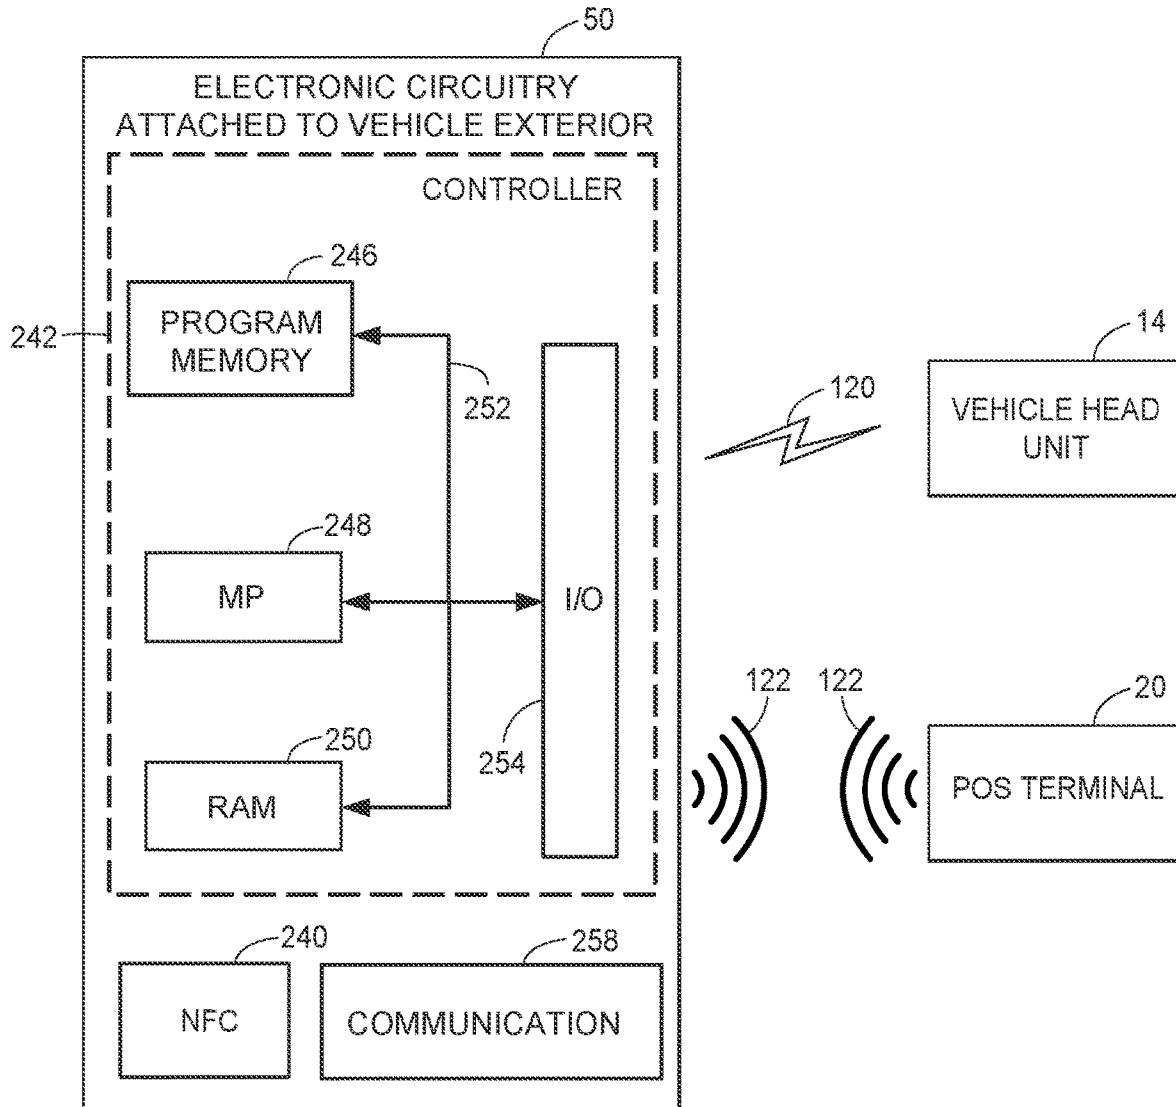 50
ELECTRONIC CIRCUITRY
ATTACHED TO VEHICLE EXTERIOR
CONTROLLER
246
PROGRAM
MEMORY
242
252
14
120
VEHICLE HEAD
UNIT
248
MP
I/O
122
122
20
250
254
RAM
POS TERMINAL
240
258
NFC
COMMUNICATION